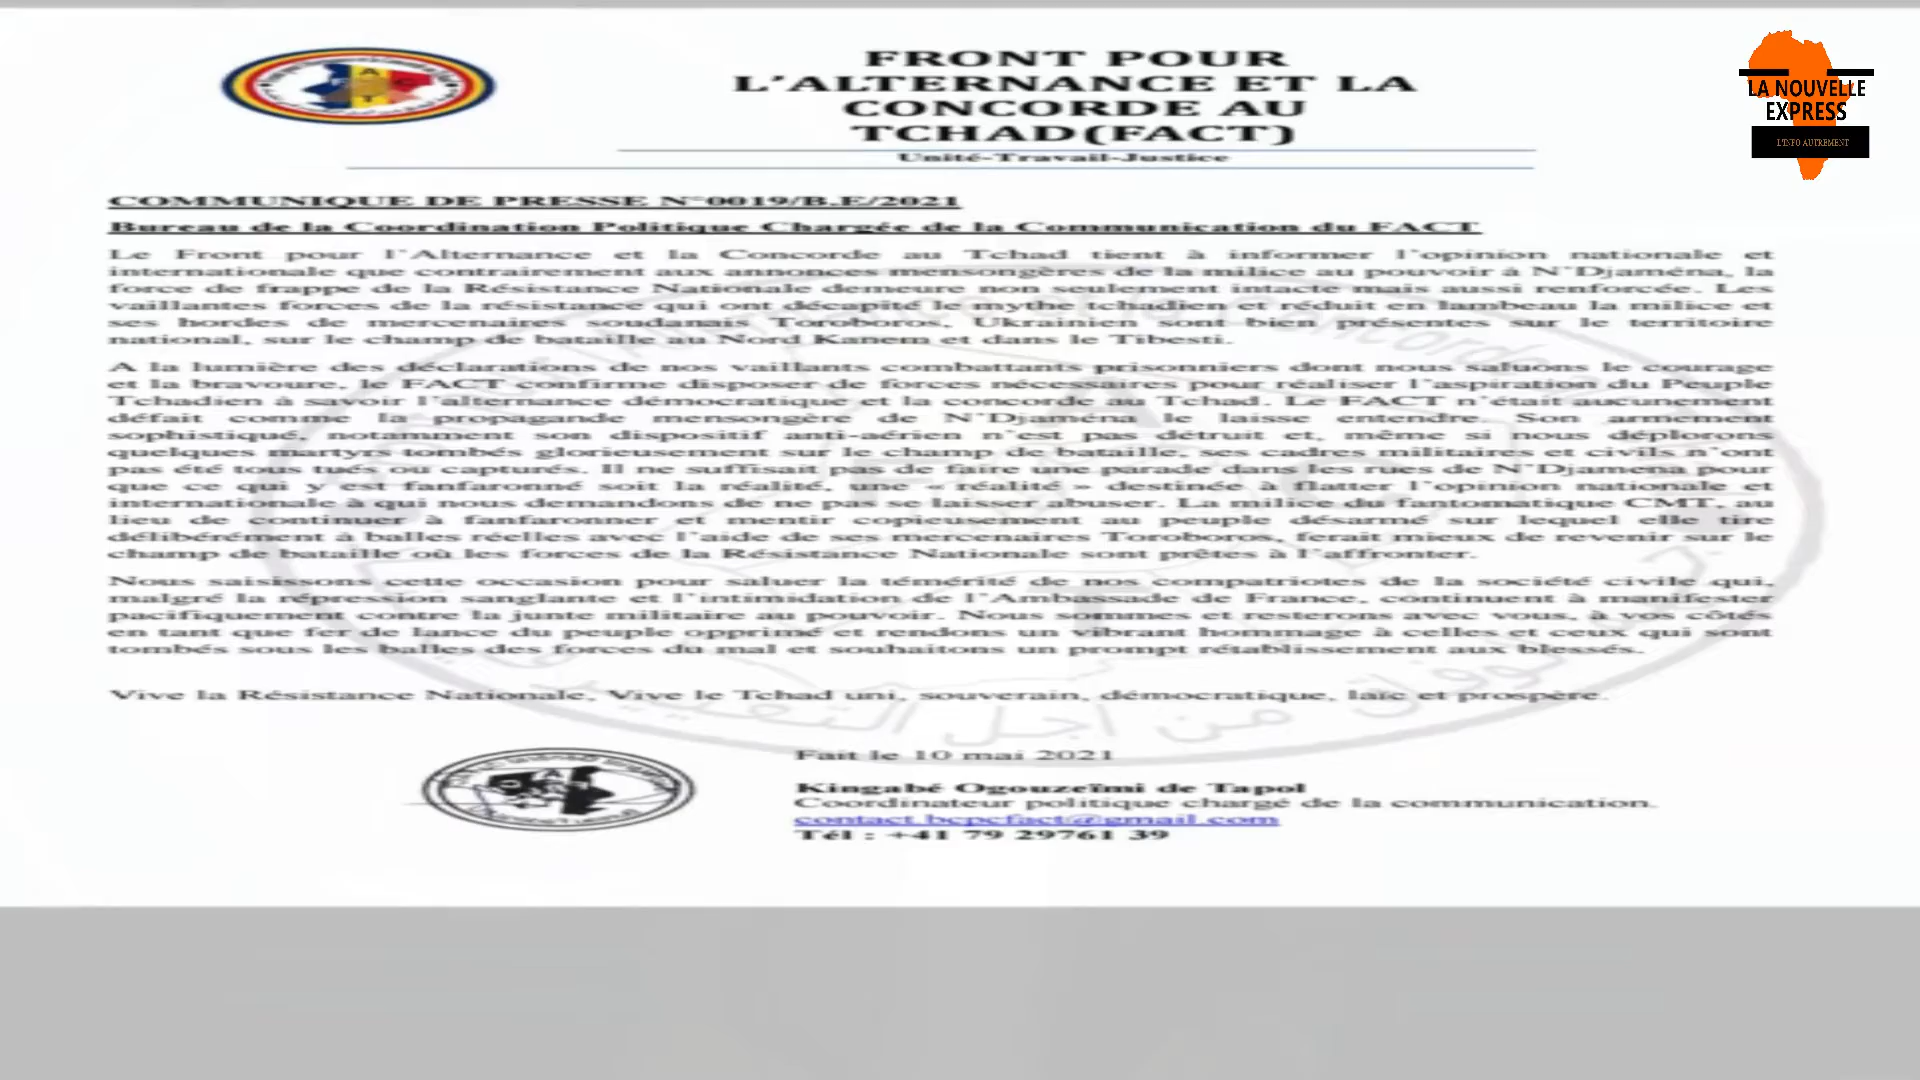 FRONT POUR
L'ALTERNANCE ET LA
CONCORDE AU
TCHAD(FACT)
Unité-Travail-Justice
LA NOUVELLE
EXPRESS
L'INFO AUTREMENT
COMMUNIQUE DE PRESSE N°0019/B.E/2021
Bureau de la Coordination Politique Chargée de la Communication du FACT
Le Front pour l'Alternance et la Concorde au Tchad tient à informer l'opinion nationale et
internationale que contrairement aux annonces mensongères de la milice au pouvoir à N'Djaména, la
force de frappe de la Résistance Nationale demeure non seulement intacte mais aussi renforcée. Les
vaillantes forces de la résistance qui ont décapité le mythe tchadien et réduit en lambeau la milice et
ses hordes de mercenaires soudanais Toroboros, Ukrainien sont bien présentes sur le territoire
national, sur le champ de bataille au Nord Kanem et dans le Tibesti.
A la lumière des déclarations de nos vaillants combattants prisonniers dont nous saluons le courage
et la bravoure, le FACT confirme disposer de forces nécessaires pour réaliser l'aspiration du Peuple
Tchadien à savoir l'alternance démocratique et la concorde au Tchad. Le FACT n'était aucunement
défait comme la propagande mensongère de N'Djaména le laisse entendre. Son armement
sophistiqué, notamment son dispositif anti-aérien n'est pas détruit et, même si nous déplorons
quelques martyrs tombés glorieusement sur le champ de bataille, ses cadres militaires et civils n'ont
pas été tous tués ou capturés. Il ne suffisait pas de faire une parade dans les rues de N'Djamena pour
que ce qui y est fanfaronné soit la réalité, une « réalité » destinée à flatter l'opinion nationale et
internationale à qui nous demandons de ne pas se laisser abuser. La milice du fantomatique CMT, au
lieu de continuer à fanfaronner et mentir copieusement au peuple désarmé sur lequel elle tire
délibérément à balles réelles avec l'aide de ses mercenaires Toroboros, ferait mieux de revenir sur le
champ de bataille où les forces de la Résistance Nationale sont prêtes à l'affronter.
Nous saisissons cette occasion pour saluer la témérité de nos compatriotes de la société civile qui,
malgré la répression sanglante et l'intimidation de l'Ambassade de France, continuent à manifester
pacifiquement contre la junte militaire au pouvoir. Nous sommes et resterons avec vous, à vos côtés
en tant que fer de lance du peuple opprimé et rendons un vibrant hommage à celles et ceux qui sont
tombés sous les balles des forces du mal et souhaitons un prompt rétablissement aux blessés.
Vive la Résistance Nationale, Vive le Tchad uni, souverain, démocratique, laïc et prospère.
Fait le 10 mai 2021
Kingabé Ogouzeïmi de Tapol
Coordinateur politique chargé de la communication.
contact.bcpcfact@gmail.com
Tél : +41 79 29761 39